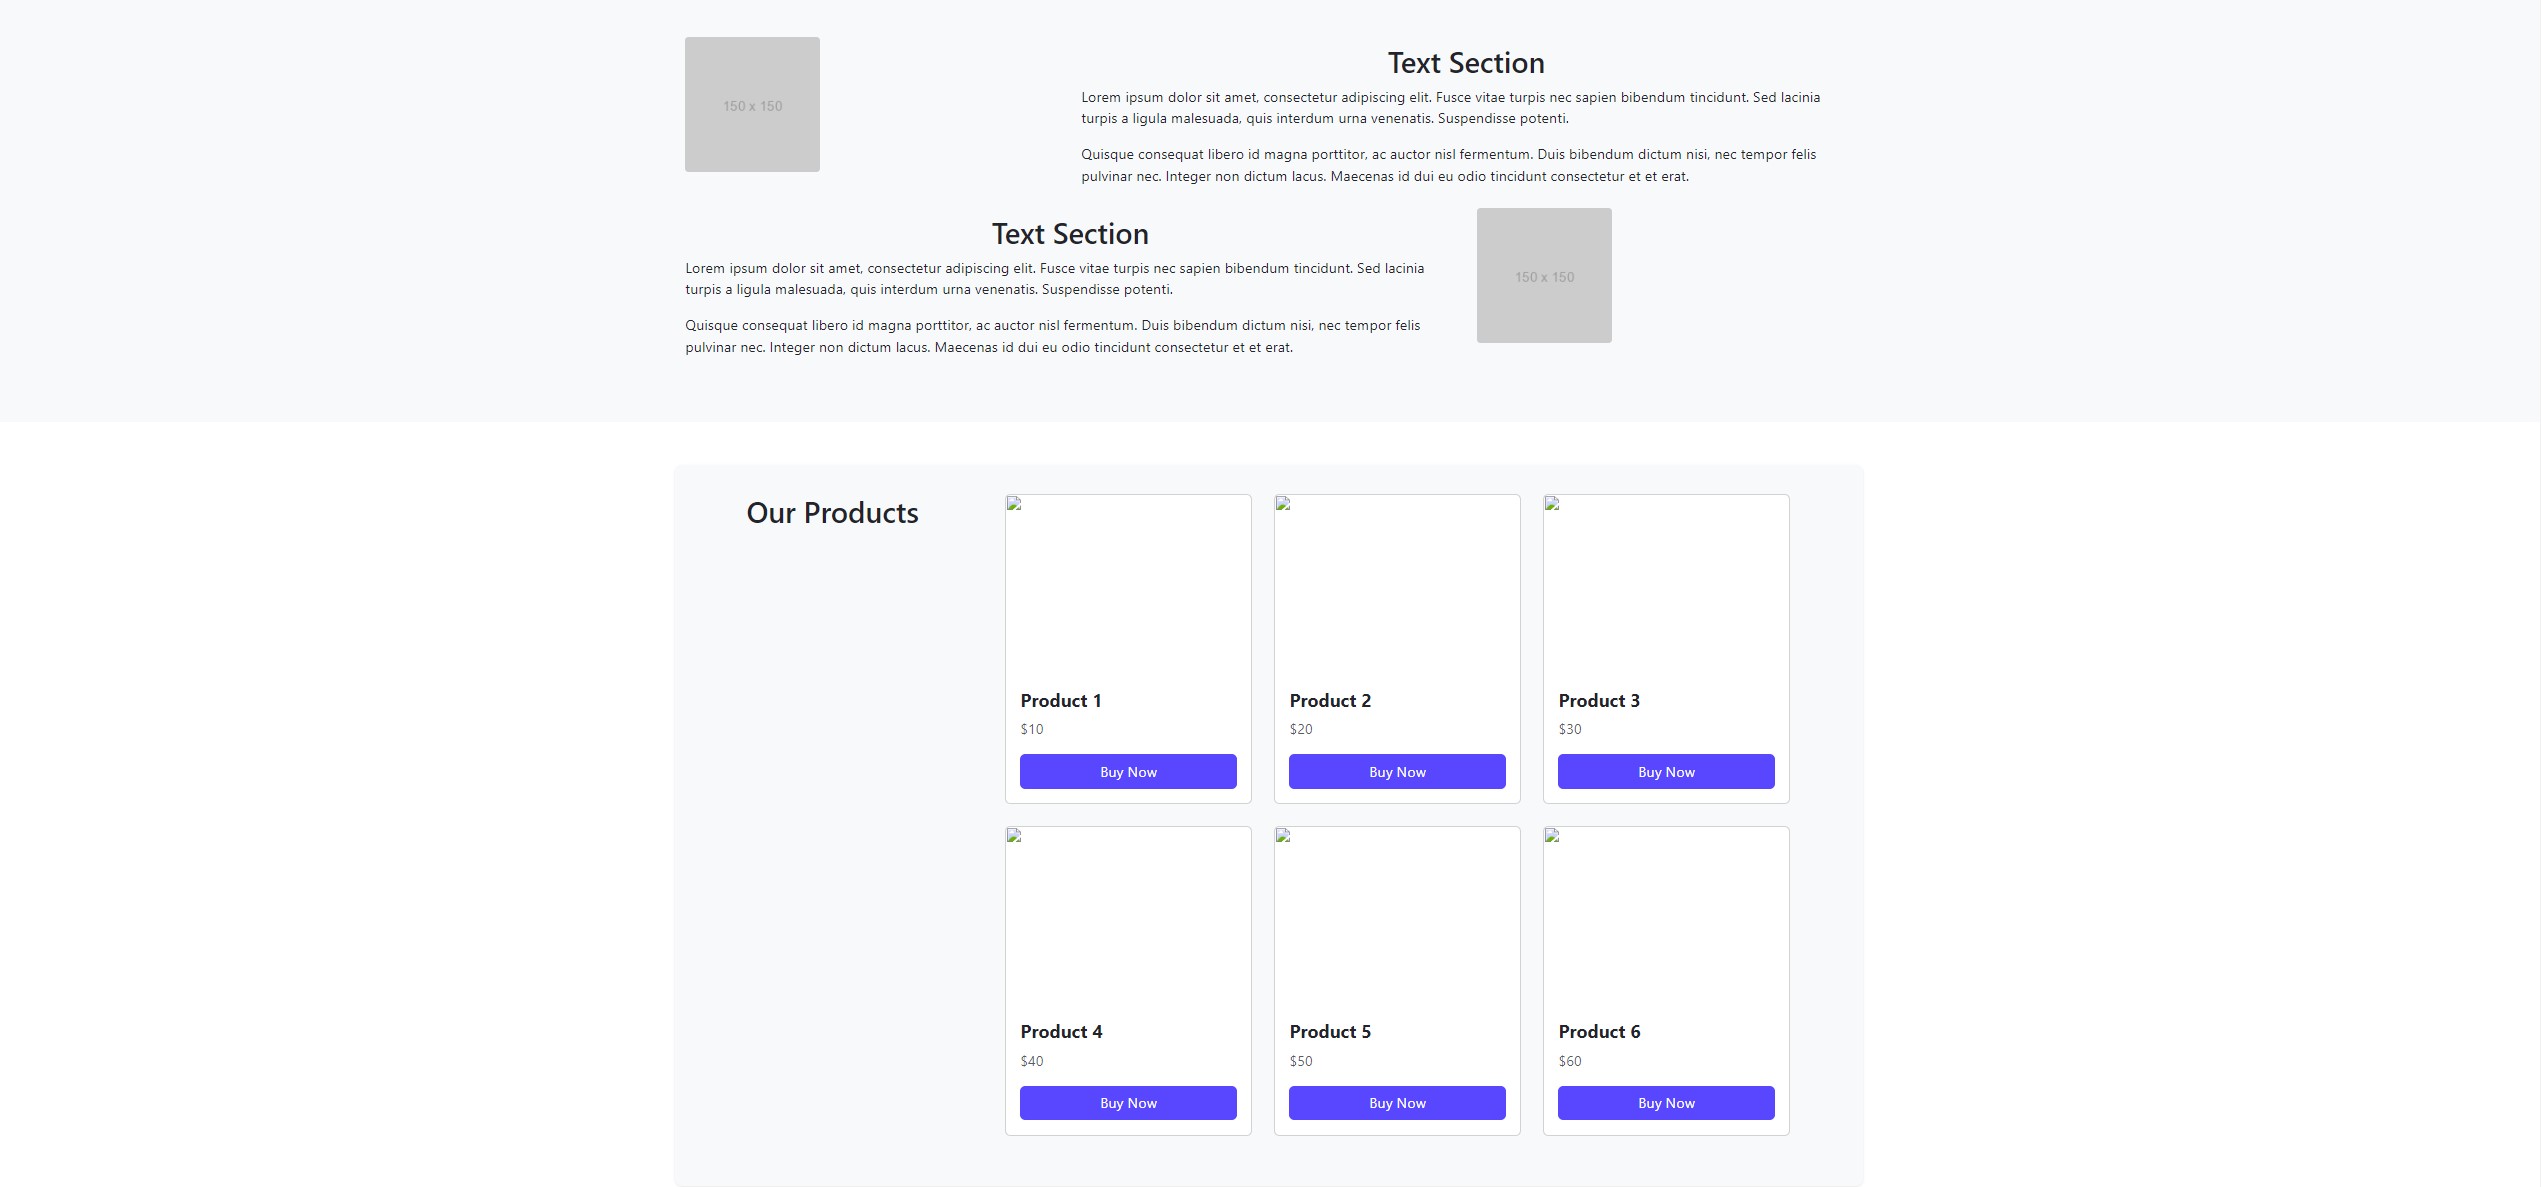 150 x 150
Text Section
Lorem ipsum dolor sit amet, consectetur adipiscing elit. Fusce vitae turpis nec sapien bibendum tincidunt. Sed lacinia
turpis a ligula malesuada, quis interdum urna venenatis. Suspendisse potenti.
Quisque consequat libero id magna porttitor, ac auctor nisl fermentum. Duis bibendum dictum nisi, nec tempor felis
pulvinar nec. Integer non dictum lacus. Maecenas id dui eu odio tincidunt consectetur et et erat.
Text Section
Lorem ipsum dolor sit amet, consectetur adipiscing elit. Fusce vitae turpis nec sapien bibendum tincidunt. Sed lacinia
turpis a ligula malesuada, quis interdum urna venenatis. Suspendisse potenti.
Quisque consequat libero id magna porttitor, ac auctor nisl fermentum. Duis bibendum dictum nisi, nec tempor felis
pulvinar nec. Integer non dictum lacus. Maecenas id dui eu odio tincidunt consectetur et et erat.
150 x 150
Our Products
Product 1
$10
Buy Now
Product 2
$20
Buy Now
Product 3
$30
Buy Now
Product 4
$40
Buy Now
Product 5
$50
Buy Now
Product 6
$60
Buy Now